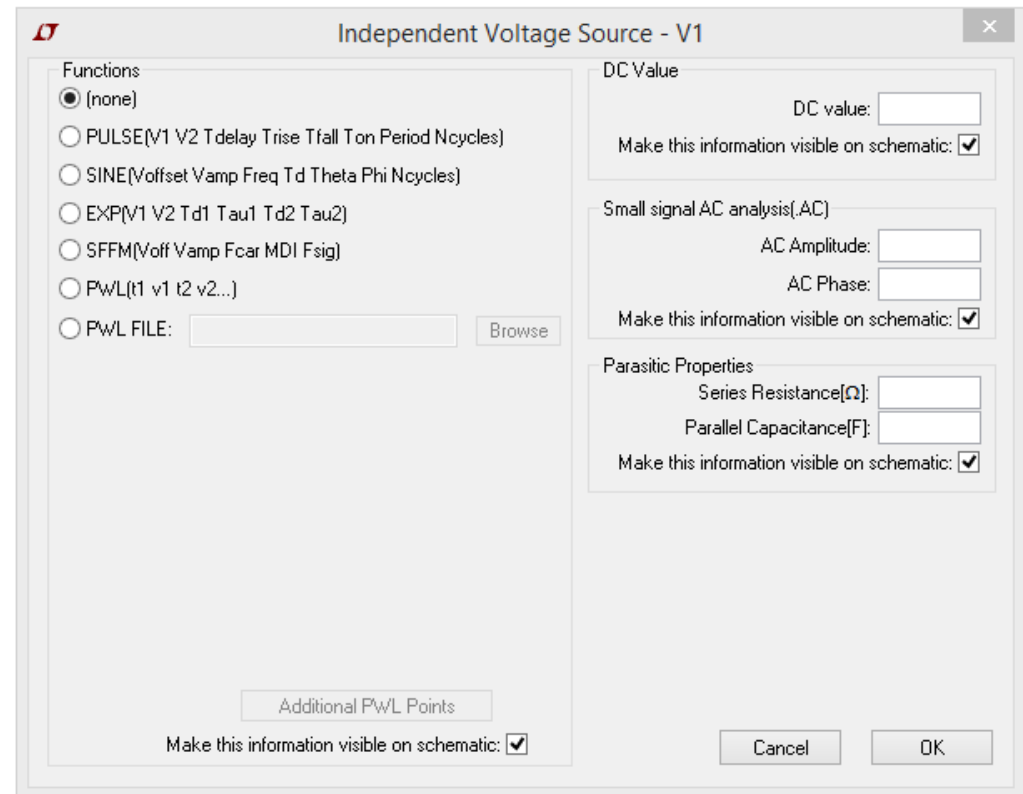 Independent Voltage Source - V1
Functions
(none)
PULSE(V1 V2 Tdelay Trise Tfall Ton Period Ncycles)
SINE(Voffset Vamp Freq Td Theta Phi Ncycles)
EXP(V1 V2 Td1 Tau1 Td2 Tau2)
SFFM(Voff Vamp Fcar MDI Fsig)
PWL(t1 v1 t2 v2...)
PWL FILE:
Browse
Additional PWL Points
Make this information visible on schematic:
DC Value
DC value:
Make this information visible on schematic:
Small signal AC analysis(.AC)
AC Amplitude:
AC Phase:
Make this information visible on schematic:
Parasitic Properties
Series Resistance[Ω]:
Parallel Capacitance[F]:
Make this information visible on schematic:
Cancel
OK